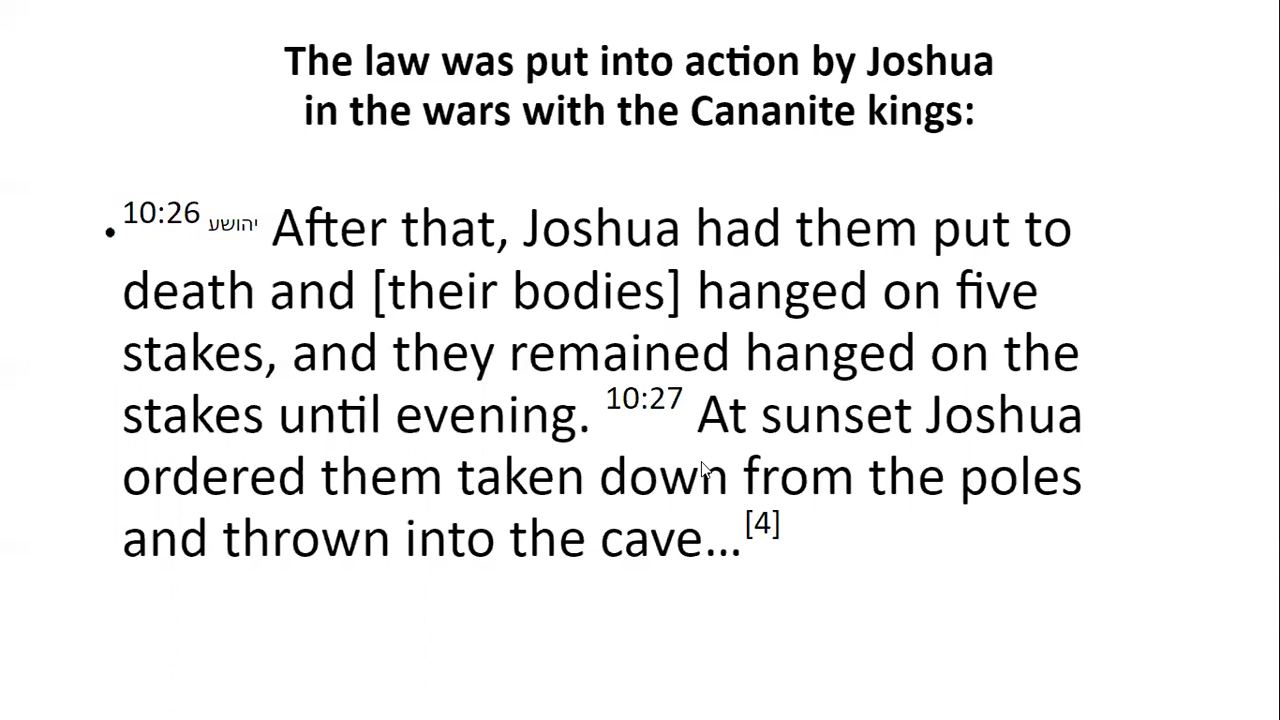 The law was put into action by Joshua
in the wars with the Cananite kings:
• 10:26 יהושע After that, Joshua had them put to
death and [their bodies] hanged on five
stakes, and they remained hanged on the
stakes until evening. 10:27 At sunset Joshua
ordered them taken down from the poles
and thrown into the cave…[4]